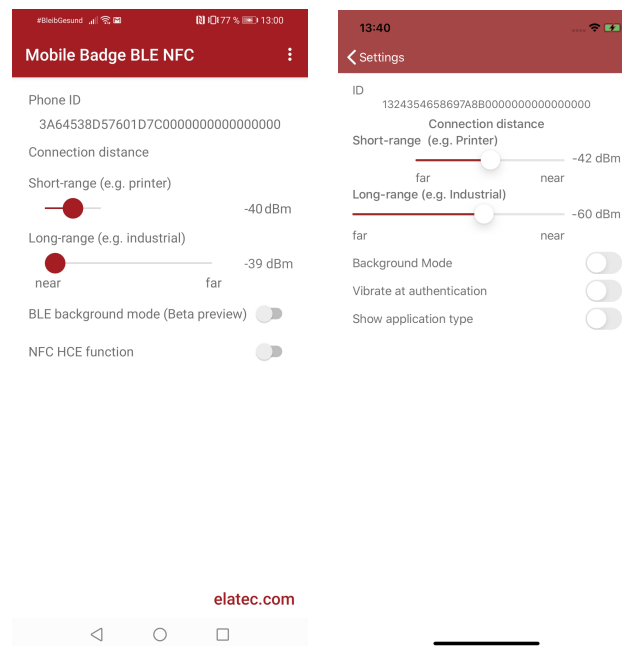 #BleibGesund
77 %
13:00
Mobile Badge BLE NFC
Phone ID
3A64538D57601D7C0000000000000000
Connection distance
Short-range (e.g. printer)
-40 dBm
Long-range (e.g. industrial)
-39 dBm
near far
BLE background mode (Beta preview)
NFC HCE function
elatec.com
13:40
Settings
ID
1324354658697A8B0000000000000000
Connection distance
Short-range (e.g. Printer)
-42 dBm
far near
Long-range (e.g. Industrial)
-60 dBm
far near
Background Mode
Vibrate at authentication
Show application type